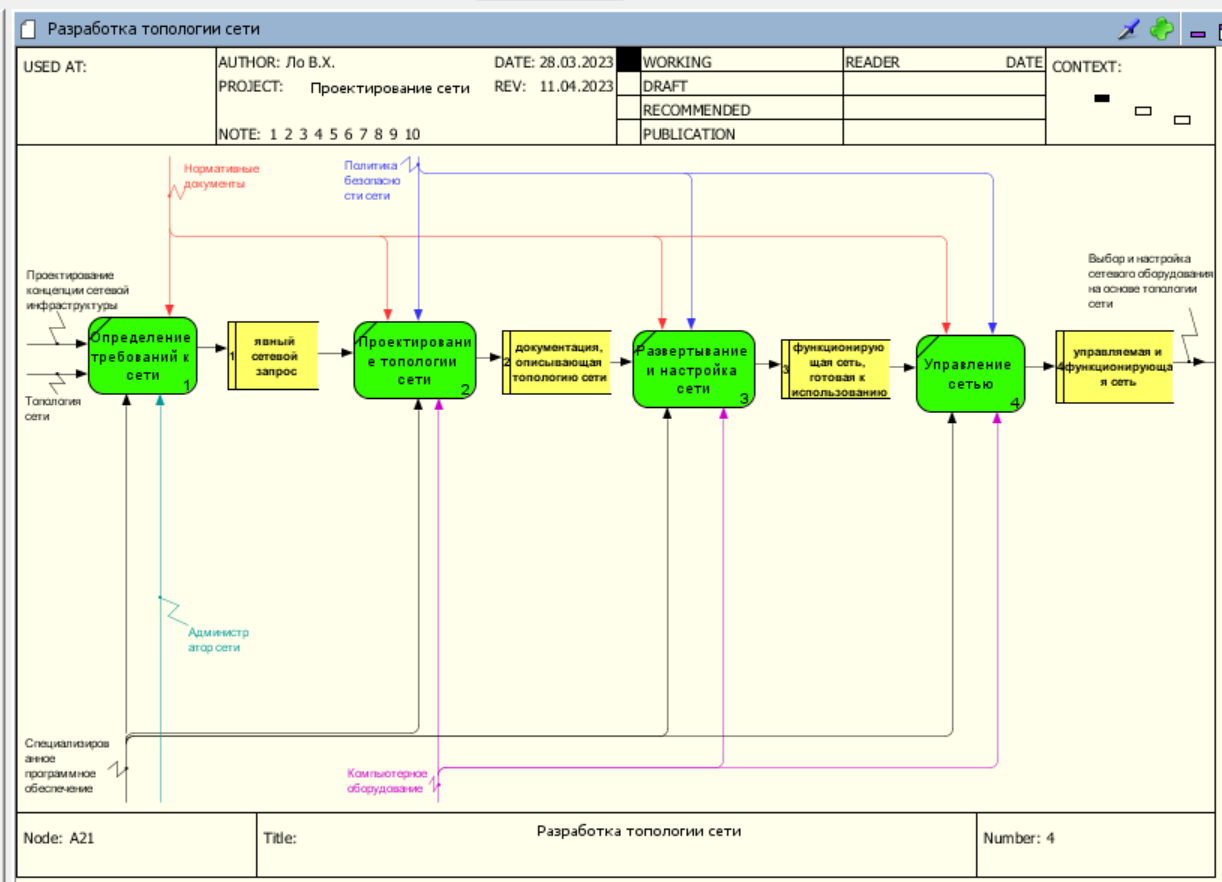 Разработка топологии сети
USED AT:
AUTHOR: Ло В.Х.
DATE: 28.03.2023
PROJECT: Проектирование сети
REV: 11.04.2023
NOTE: 1 2 3 4 5 6 7 8 9 10
WORKING
DRAFT
RECOMMENDED
PUBLICATION
READER
DATE
CONTEXT:
Нормативные
документы
Политика
безопасно
сти сети
Проектирование
концепции сетевой
инфраструктуры
Топология
сети
Определение
требований к
сети
1
1
явный
сетевой
запрос
Проектировани
е топологии
сети
2
2
документация,
описывающая
топологию сети
Развертывание
и настройка
сети
3
3
функционирую
щая сеть,
готовая к
использованию
Управление
сетью
4
4
управляемая и
функционирующа
я сеть
Выбор и настройка
сетевого оборудования
на основе топологии
сети
Администр
атор сети
Специализиров
анное
программное
обеспечение
Компьютерное
оборудование
Node: A21
Title:
Разработка топологии сети
Number: 4